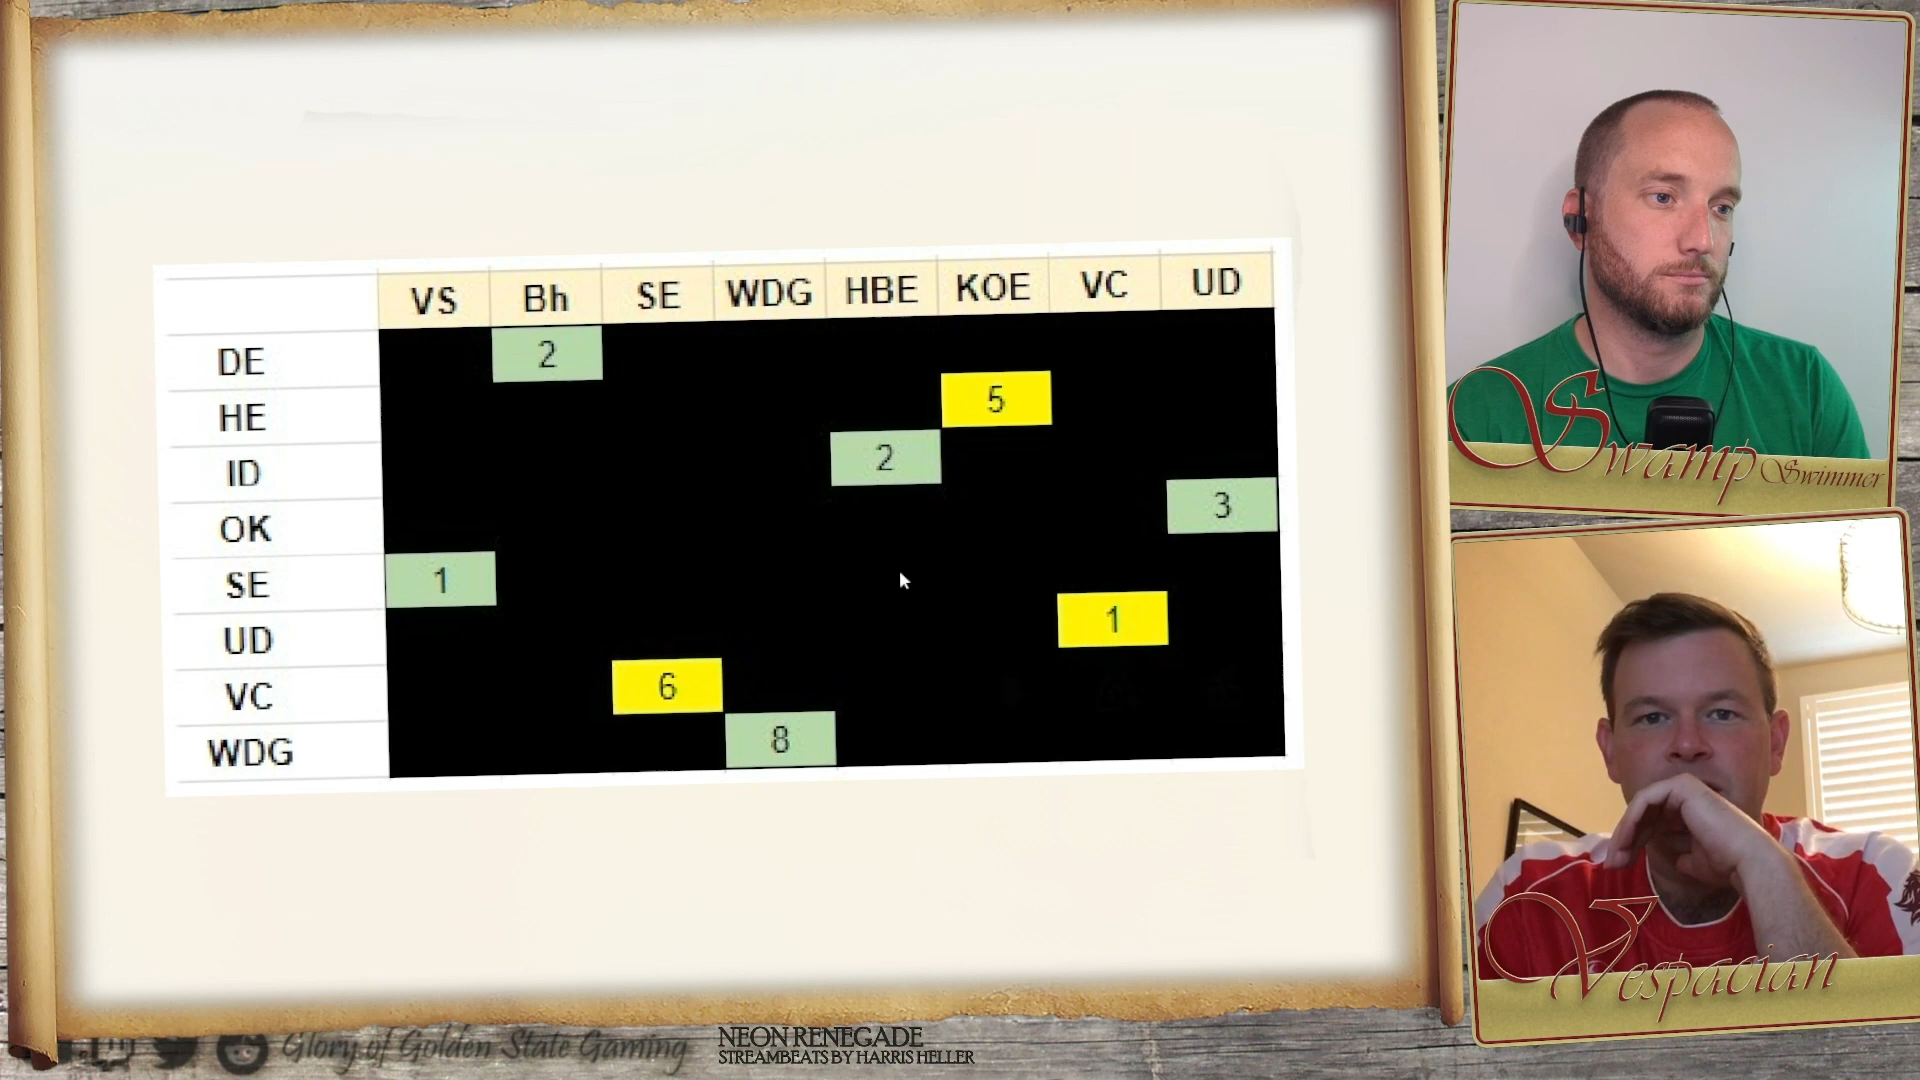 VS Bh SE WDG HBE KOE VC UD
DE 2
HE 5
ID 2
OK 3
SE 1
UD 1
VC 6
WDG 8
Swamp Swimmer
Vespacian
Glory of Golden State Gaming
NEON RENEGADE
STREAMBEATS BY HARRIS HELLER